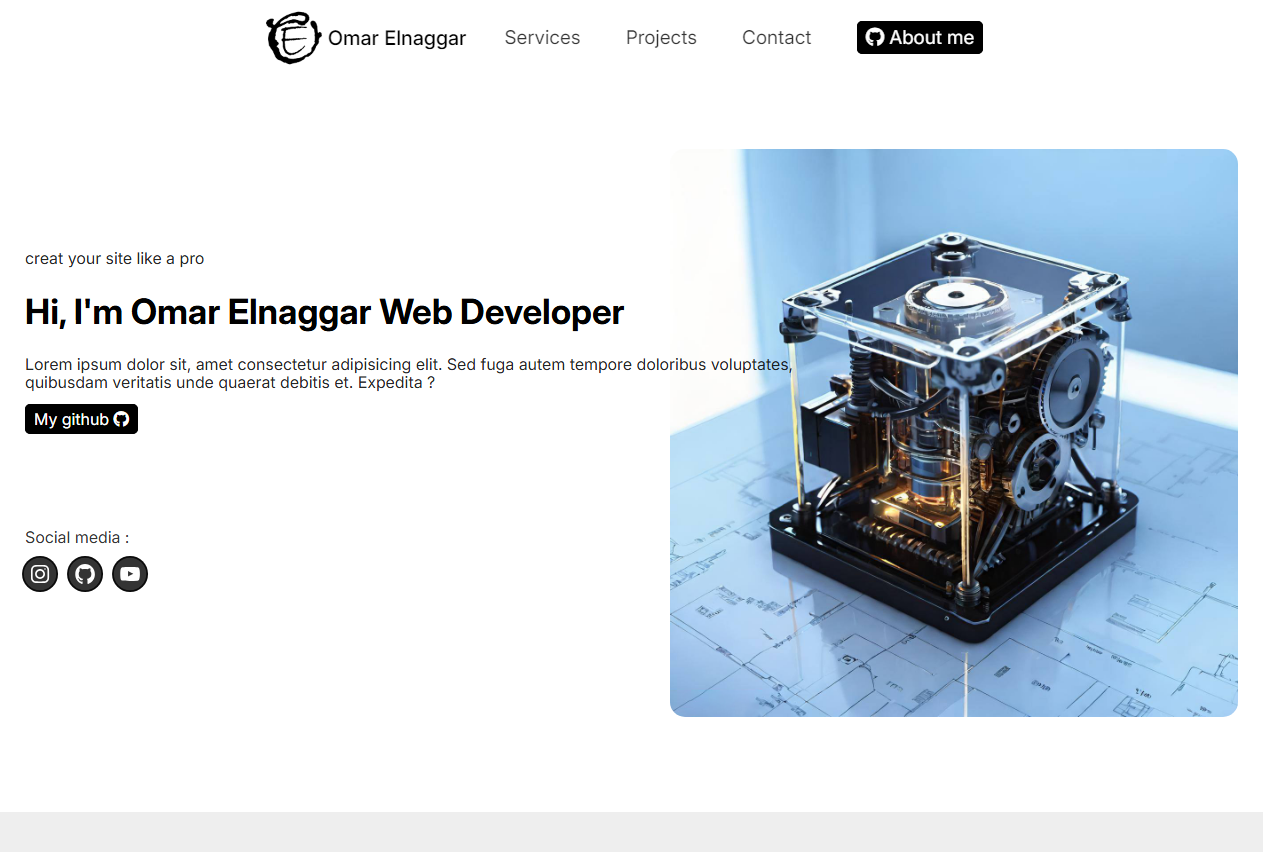 Omar Elnaggar Services Projects Contact About me
creat your site like a pro
Hi, I'm Omar Elnaggar Web Developer
Lorem ipsum dolor sit, amet consectetur adipisicing elit. Sed fuga autem tempore doloribus voluptates,
quibusdam veritatis unde quaerat debitis et. Expedita ?
My github
Social media :